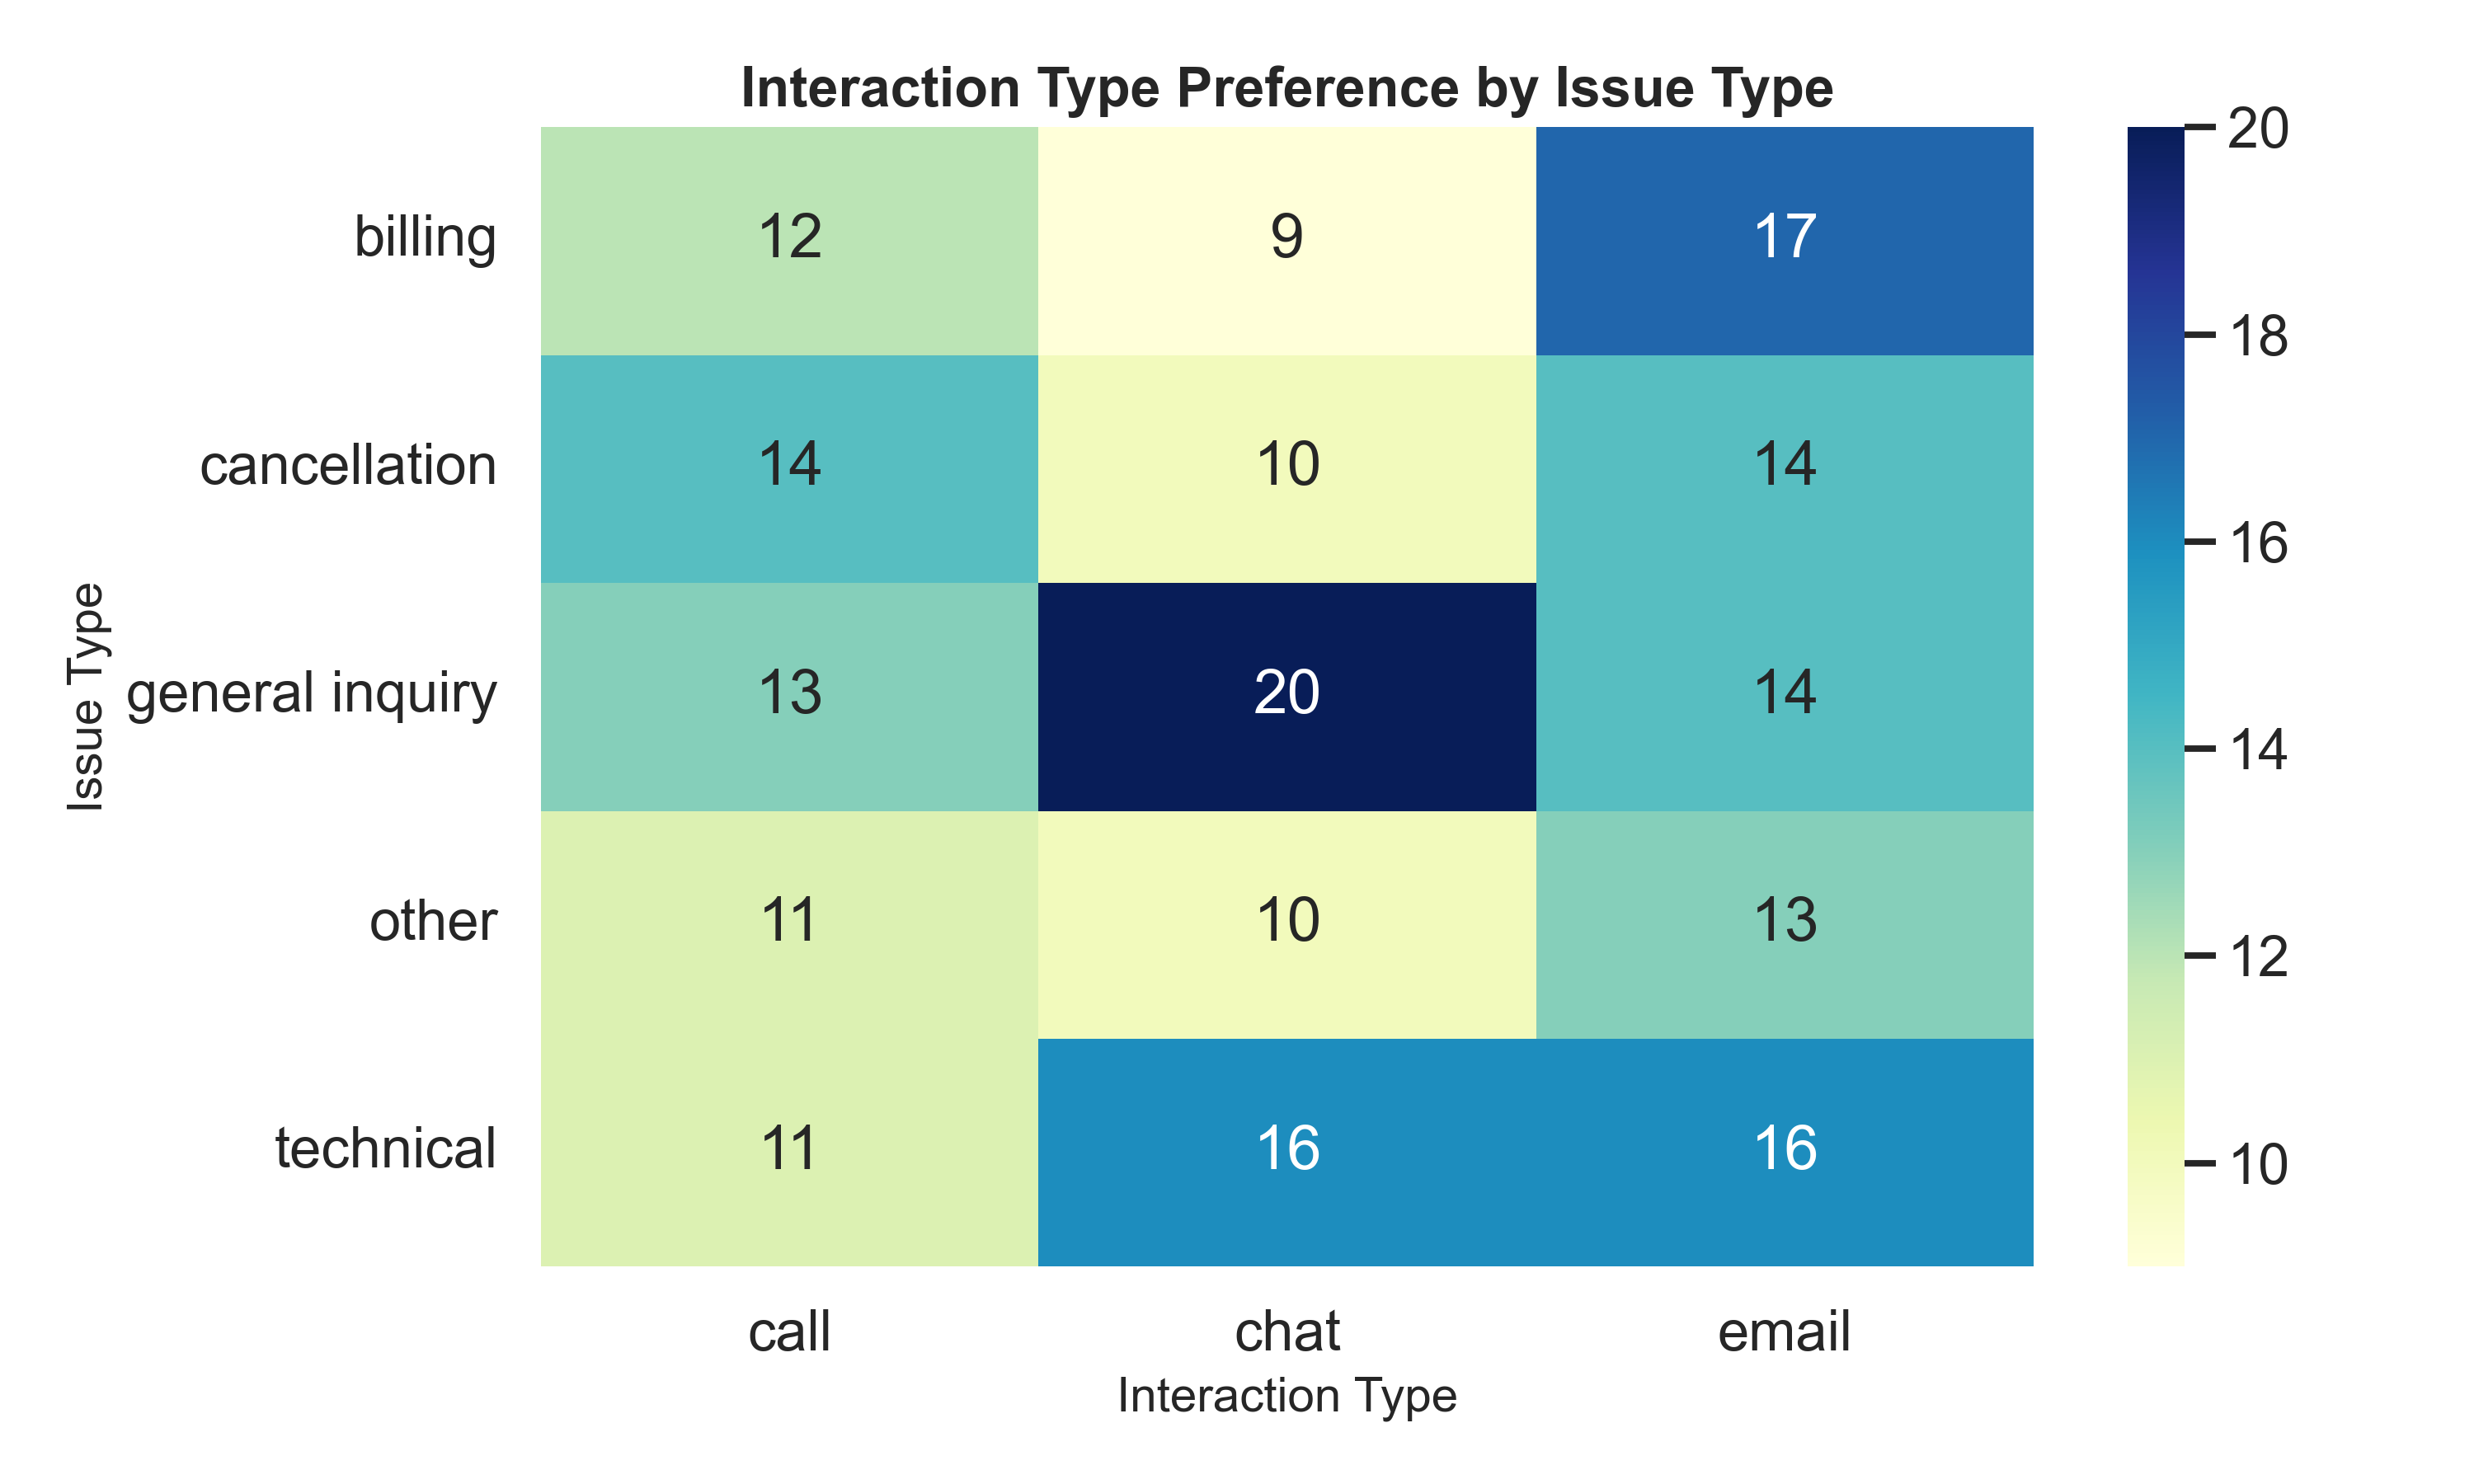 Interaction Type Preference by Issue Type
billing 12 9 17
cancellation 14 10 14
general inquiry 13 20 14
other 11 10 13
technical 11 16 16
call chat email
Interaction Type
Issue Type
20
18
16
14
12
10